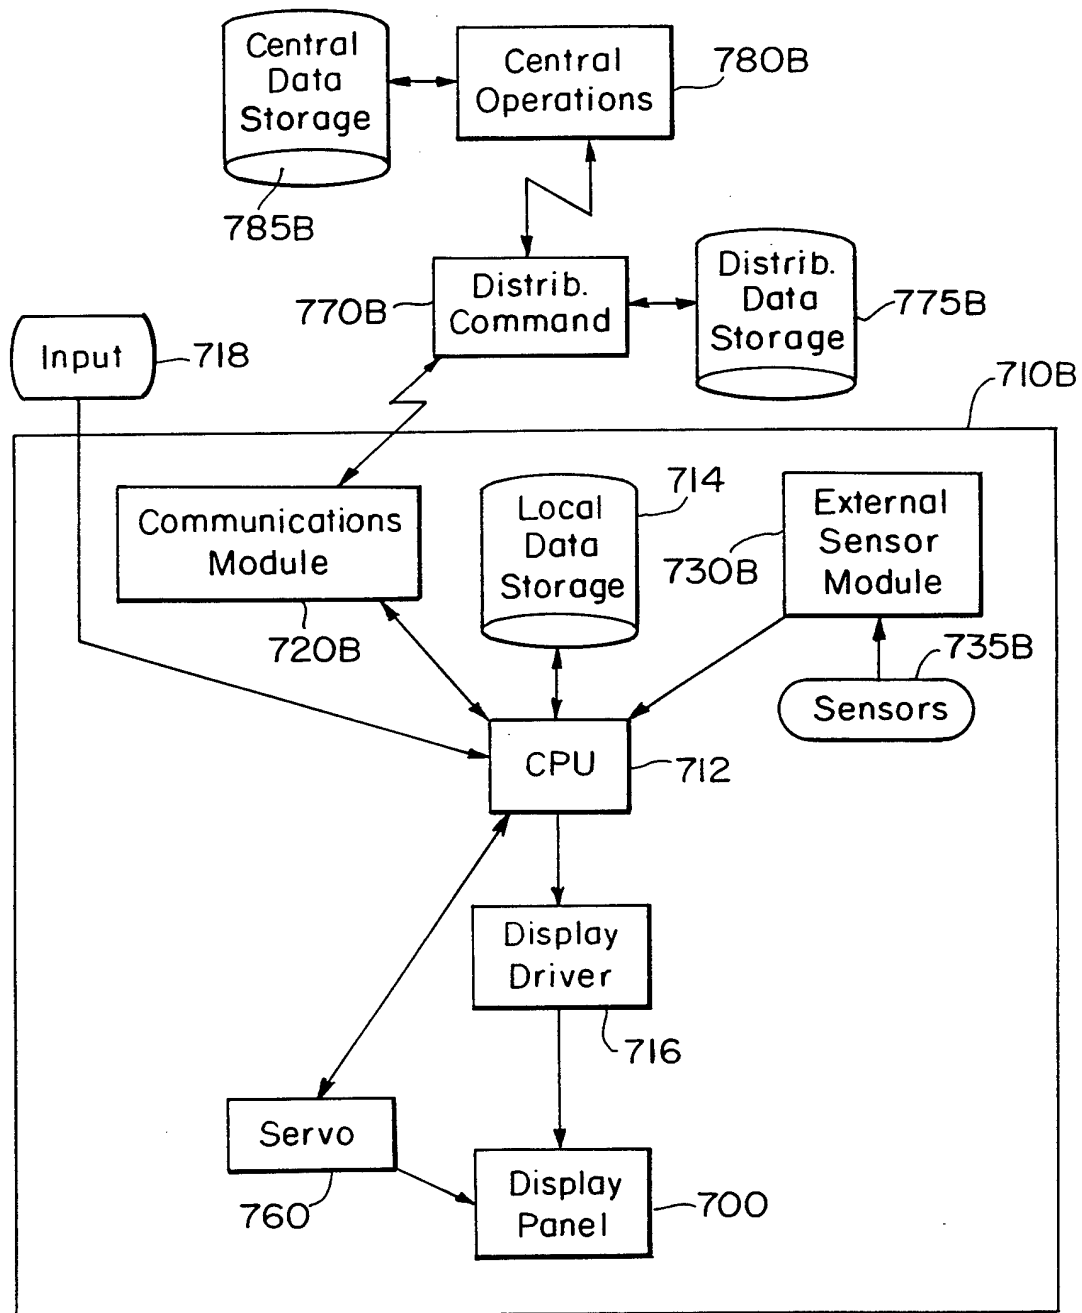 Central
Data
Storage
785B
Central
Operations
780B
Distrib.
Command
770B
Distrib.
Data
Storage
775B
Input
718
710B
Communications
Module
720B
Local
Data
Storage
714
External
Sensor
Module
730B
Sensors
735B
CPU
712
Display
Driver
716
Servo
760
Display
Panel
700